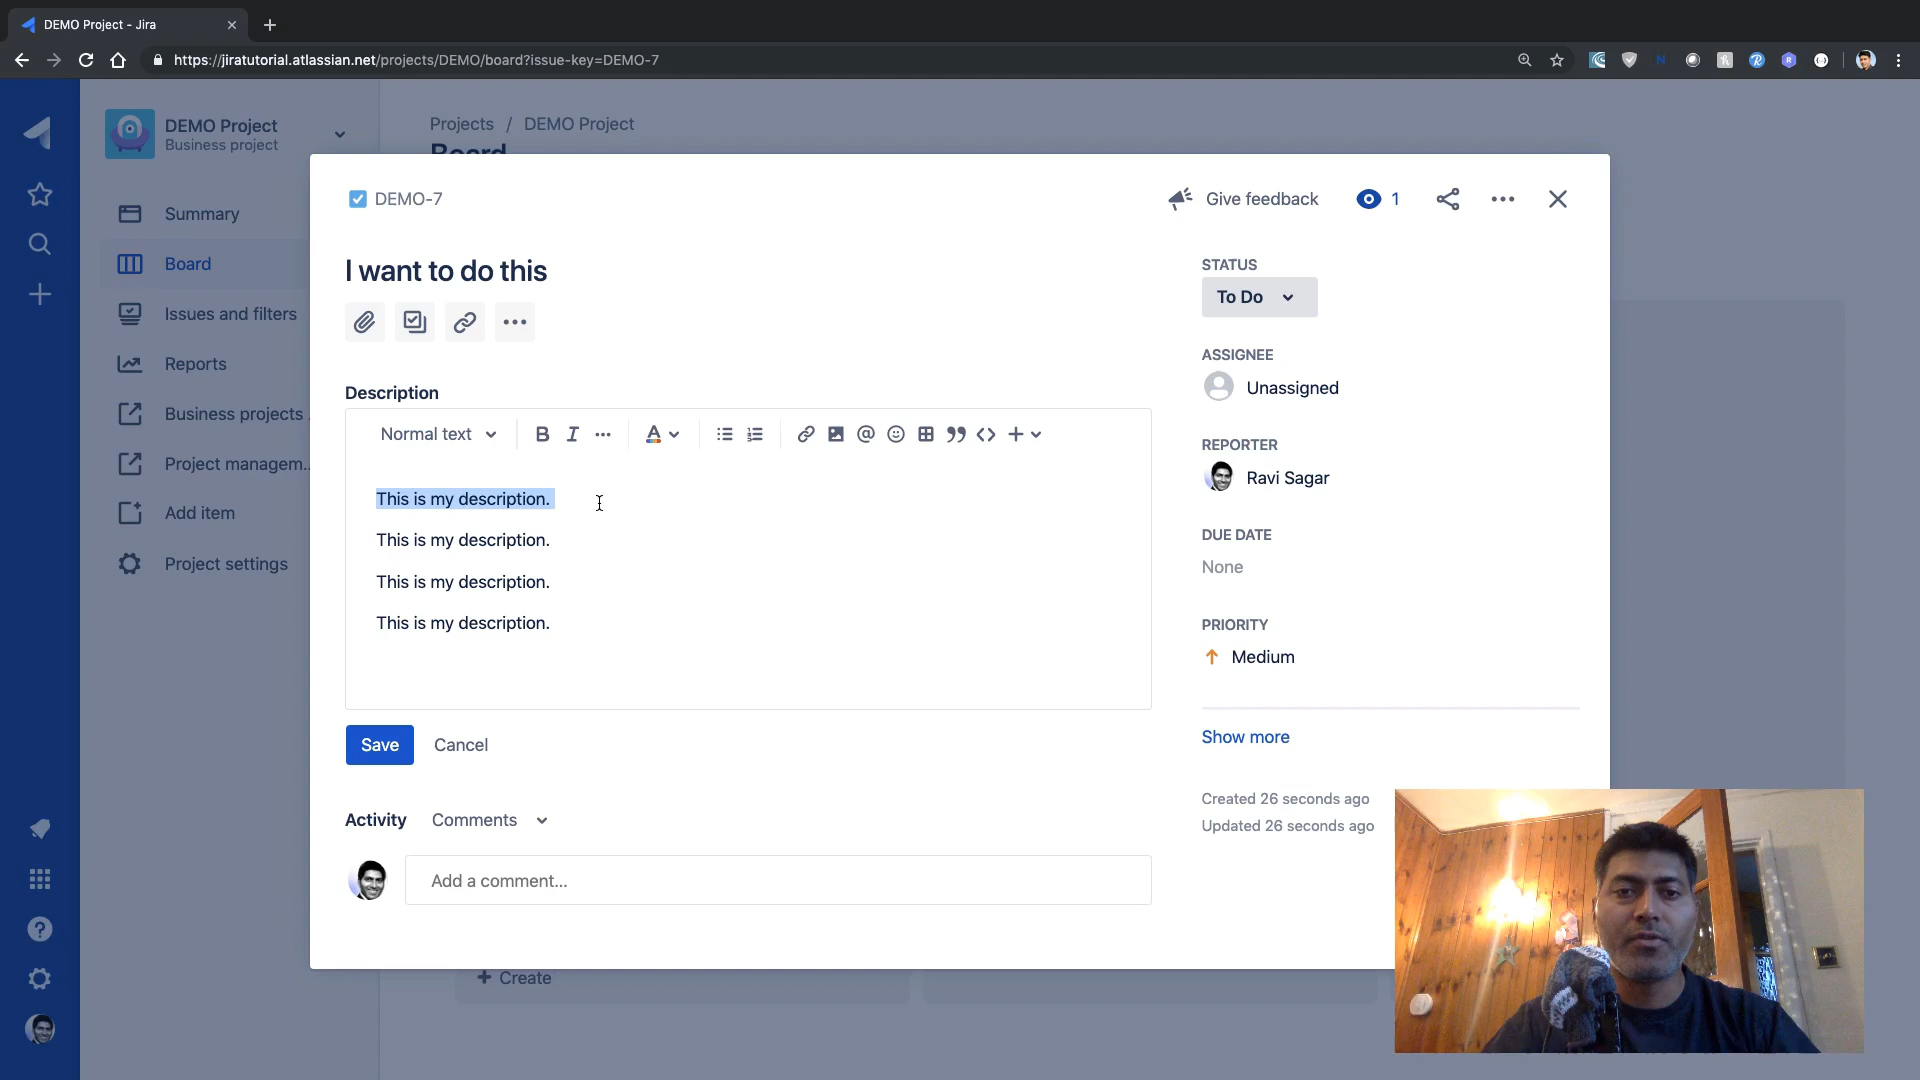 DEMO Project - Jira
https://jiratutorial.atlassian.net/projects/DEMO/board?issue-key=DEMO-7
DEMO Project
Business project
Summary
Board
Issues and filters
Reports
Business projects
Project managem...
Add item
Project settings
Projects / DEMO Project
Board
DEMO-7
Give feedback
1
I want to do this
Description
Normal text
This is my description.
This is my description.
This is my description.
This is my description.
Save
Cancel
Activity
Comments
Add a comment...
STATUS
To Do
ASSIGNEE
Unassigned
REPORTER
Ravi Sagar
DUE DATE
None
PRIORITY
Medium
Show more
Created 26 seconds ago
Updated 26 seconds ago
Create